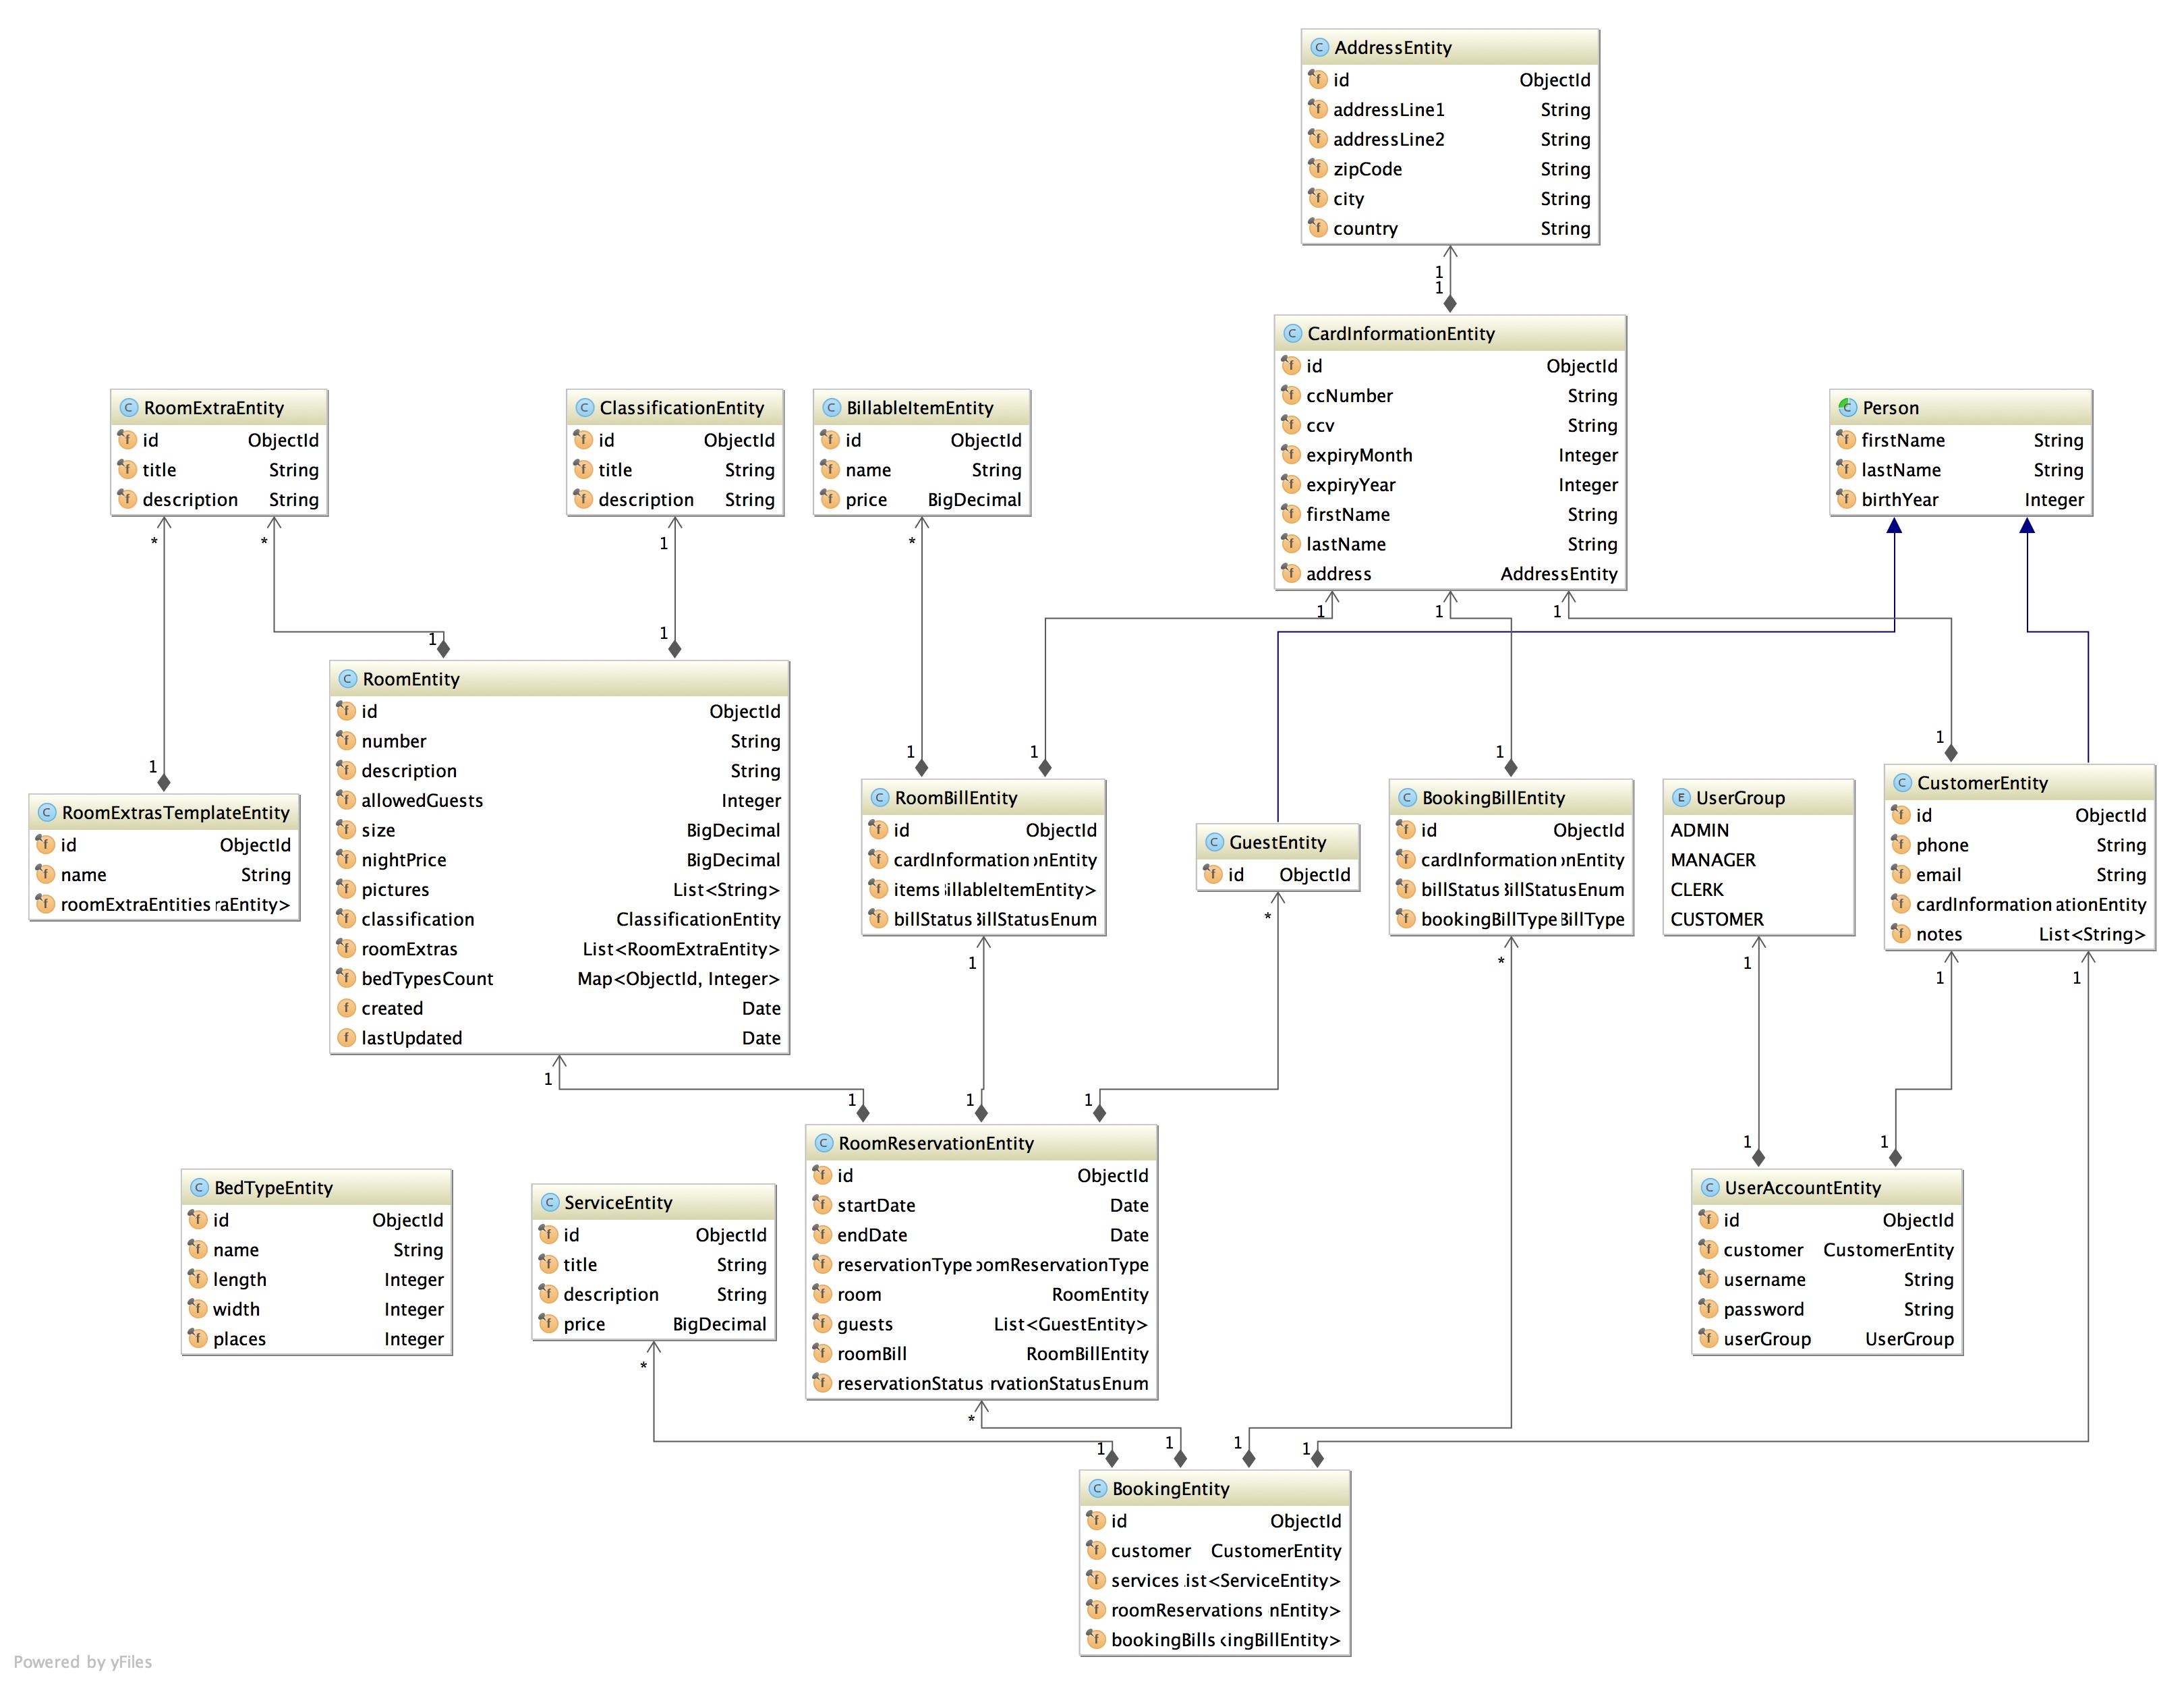 AddressEntity
id ObjectId
addressLine1 String
addressLine2 String
zipCode String
city String
country String
1
1
CardInformationEntity
id ObjectId
ccNumber String
ccv String
expiryMonth Integer
expiryYear Integer
firstName String
lastName String
address AddressEntity
1 1 1
RoomExtraEntity
id ObjectId
title String
description String
* *
ClassificationEntity
id ObjectId
title String
description String
1
BillableItemEntity
id ObjectId
name String
price BigDecimal
*
Person
firstName String
lastName String
birthYear Integer
1 1
RoomEntity
id ObjectId
number String
description String
allowedGuests Integer
size BigDecimal
nightPrice BigDecimal
pictures List<String>
classification ClassificationEntity
roomExtras List<RoomExtraEntity>
bedTypesCount Map<ObjectId, Integer>
created Date
lastUpdated Date
1
1
RoomExtrasTemplateEntity
id ObjectId
name String
roomExtraEntities raEntity>
1 1
RoomBillEntity
id ObjectId
cardInformation onEntity
items illableItemEntity>
billStatus BillStatusEnum
1
GuestEntity
id ObjectId
*
1
BookingBillEntity
id ObjectId
cardInformation onEntity
billStatus BillStatusEnum
bookingBillType BillType
*
UserGroup
ADMIN
MANAGER
CLERK
CUSTOMER
1
1
CustomerEntity
id ObjectId
phone String
email String
cardInformation ationEntity
notes List<String>
1 1
1 1 1
RoomReservationEntity
id ObjectId
startDate Date
endDate Date
reservationType oomReservationType
room RoomEntity
guests List<GuestEntity>
roomBill RoomBillEntity
reservationStatus rvationStatusEnum
*
BedTypeEntity
id ObjectId
name String
length Integer
width Integer
places Integer
ServiceEntity
id ObjectId
title String
description String
price BigDecimal
*
1 1
UserAccountEntity
id ObjectId
customer CustomerEntity
username String
password String
userGroup UserGroup
1 1 1 1
BookingEntity
id ObjectId
customer CustomerEntity
services ist<ServiceEntity>
roomReservations nEntity>
bookingBills kingBillEntity>
Powered by yFiles